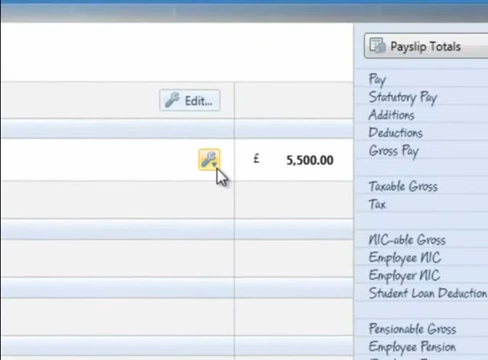 Payslip Totals
Edit...
£ 5,500.00
Pay
Statutory Pay
Additions
Deductions
Gross Pay
Taxable Gross
Tax
NIC-able Gross
Employee NIC
Employer NIC
Student Loan Deduction
Pensionable Gross
Employee Pension